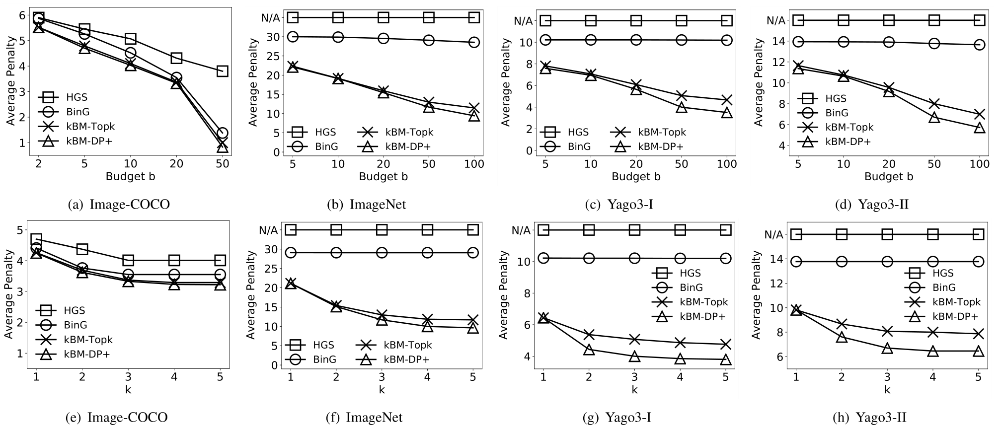 Average Penalty
6
5
4
3
2
1
HGS
BinG
kBM-Topk
kBM-DP+
2 5 10 20 50
Budget b
(a) Image-COCO
Average Penalty
N/A
30
25
20
15
10
5
0
HGS kBM-Topk
BinG kBM-DP+
5 10 20 50 100
Budget b
(b) ImageNet
Average Penalty
N/A
10
8
6
4
2
0
HGS kBM-Topk
BinG kBM-DP+
5 10 20 50 100
Budget b
(c) Yago3-I
Average Penalty
N/A
14
12
10
8
6
4
HGS
BinG
kBM-Topk
kBM-DP+
5 10 20 50 100
Budget b
(d) Yago3-II
Average Penalty
5
4
3
2
1
HGS
BinG
kBM-Topk
kBM-DP+
1 2 3 4 5
k
(e) Image-COCO
Average Penalty
N/A
30
25
20
15
10
5
0
HGS kBM-Topk
BinG kBM-DP+
1 2 3 4 5
k
(f) ImageNet
Average Penalty
N/A
10
8
6
4
HGS
BinG
kBM-Topk
kBM-DP+
1 2 3 4 5
k
(g) Yago3-I
Average Penalty
N/A
14
12
10
8
6
HGS
BinG
kBM-Topk
kBM-DP+
1 2 3 4 5
k
(h) Yago3-II